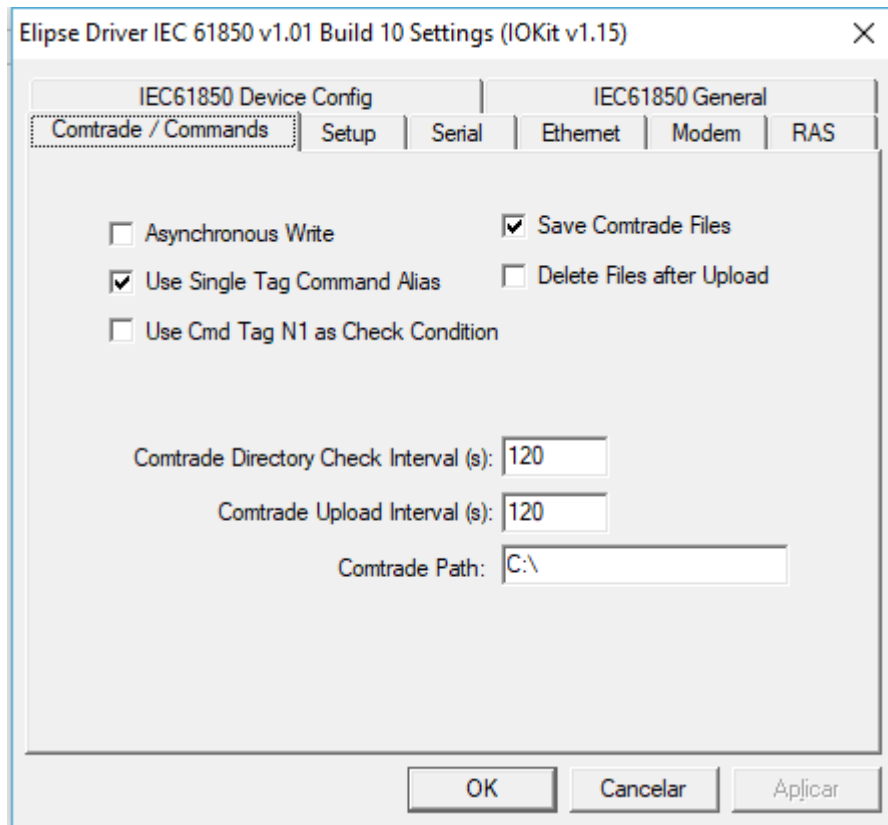 Elipse Driver IEC 61850 v1.01 Build 10 Settings (IOKit v1.15)
IEC61850 Device Config IEC61850 General
Comtrade / Commands Setup Serial Ethernet Modem RAS
Asynchronous Write Save Comtrade Files
Use Single Tag Command Alias Delete Files after Upload
Use Cmd Tag N1 as Check Condition
Comtrade Directory Check Interval (s): 120
Comtrade Upload Interval (s): 120
Comtrade Path: C:\
OK Cancelar Aplicar